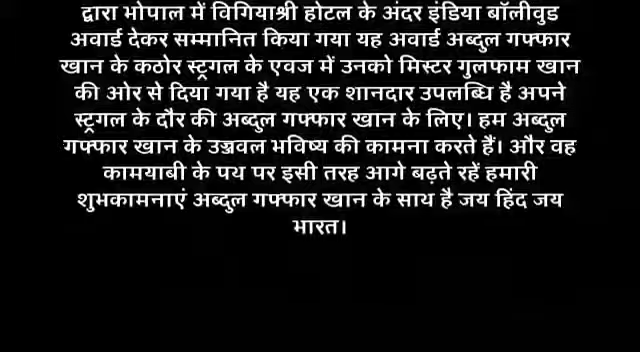 द्वारा भोपाल में विगियाश्री होटल के अंदर इंडिया बॉलीवुड
अवार्ड देकर सम्मानित किया गया यह अवार्ड अब्दुल गफ्फार
खान के कठोर स्ट्रगल के एवज में उनको मिस्टर गुलफाम खान
की ओर से दिया गया है यह एक शानदार उपलब्धि है अपने
स्ट्रगल के दौर की अब्दुल गफ्फार खान के लिए। हम अब्दुल
गफ्फार खान के उज्ज्वल भविष्य की कामना करते हैं। और वह
कामयाबी के पथ पर इसी तरह आगे बढ़ते रहें हमारी
शुभकामनाएं अब्दुल गफ्फार खान के साथ है जय हिंद जय
भारत।